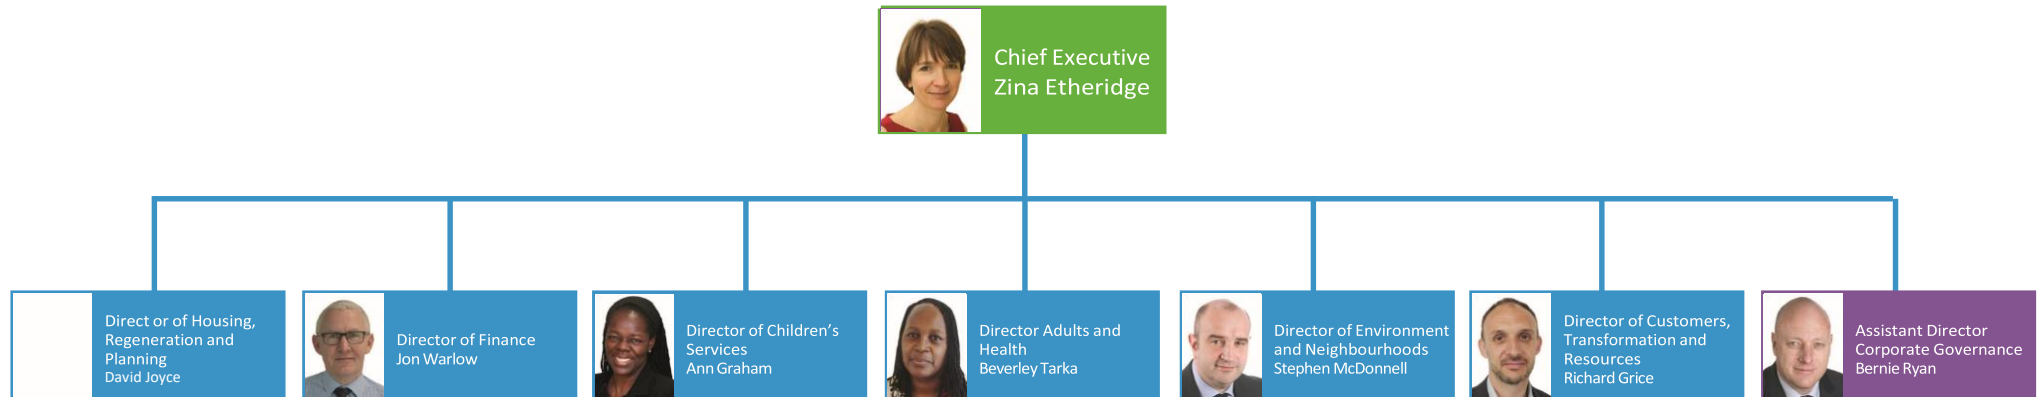 Chief Executive
Zina Etheridge
Direct or of Housing,
Regeneration and
Planning
David Joyce
Director of Finance
Jon Warlow
Director of Children’s
Services
Ann Graham
Director Adults and
Health
Beverley Tarka
Director of Environment
and Neighbourhoods
Stephen McDonnell
Director of Customers,
Transformation and
Resources
Richard Grice
Assistant Director
Corporate Governance
Bernie Ryan